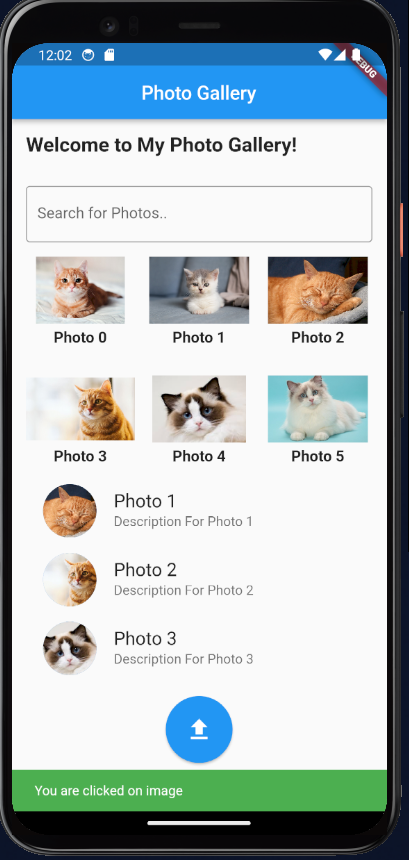 12:02
DEBUG
Photo Gallery
Welcome to My Photo Gallery!
Search for Photos..
Photo 0
Photo 1
Photo 2
Photo 3
Photo 4
Photo 5
Photo 1
Description For Photo 1
Photo 2
Description For Photo 2
Photo 3
Description For Photo 3
You are clicked on image